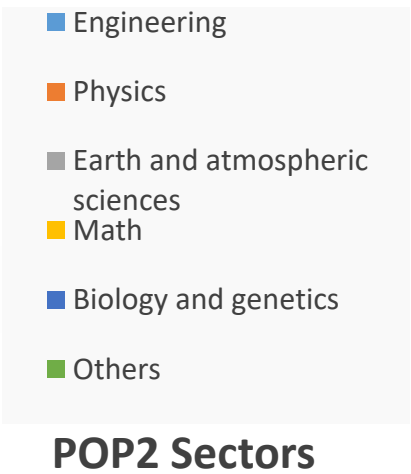 Engineering
Physics
Earth and atmospheric
sciences
Math
Biology and genetics
Others
POP2 Sectors